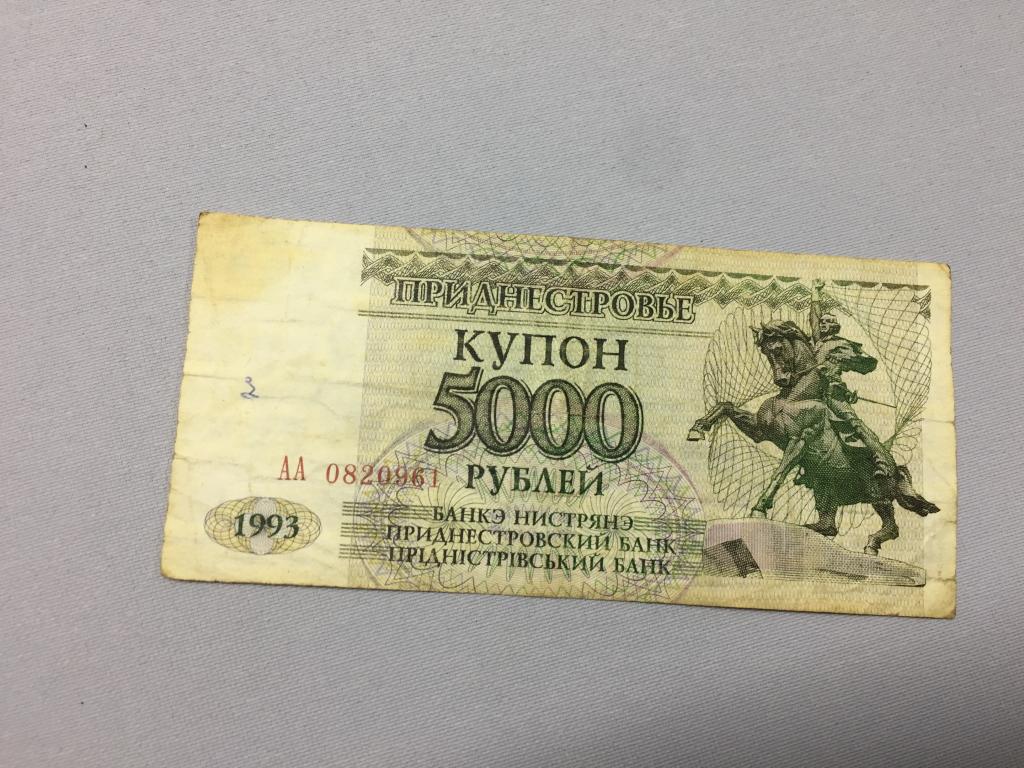 ПРИДНЕСТРОВЬЕ
КУПОН
5000
РУБЛЕЙ
АА 0820961
1993
БАНКЭ НИСТРЯНЭ
ПРИДНЕСТРОВСКИЙ БАНК
ПРІДНІСТРІВСЬКИЙ БАНК